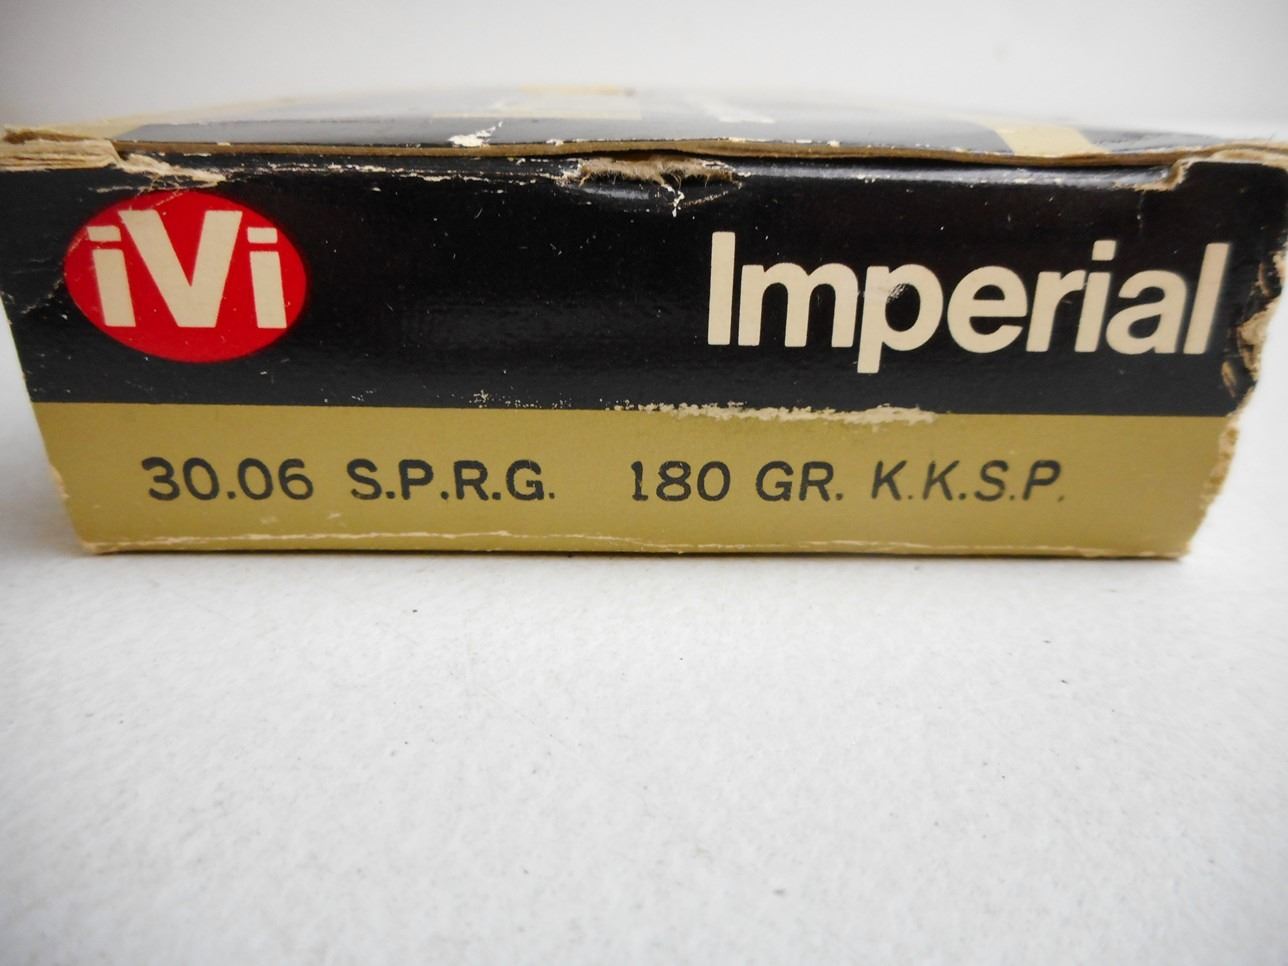 iVi
Imperial
30.06 S.P.R.G. 180 GR. K.K.S.P.